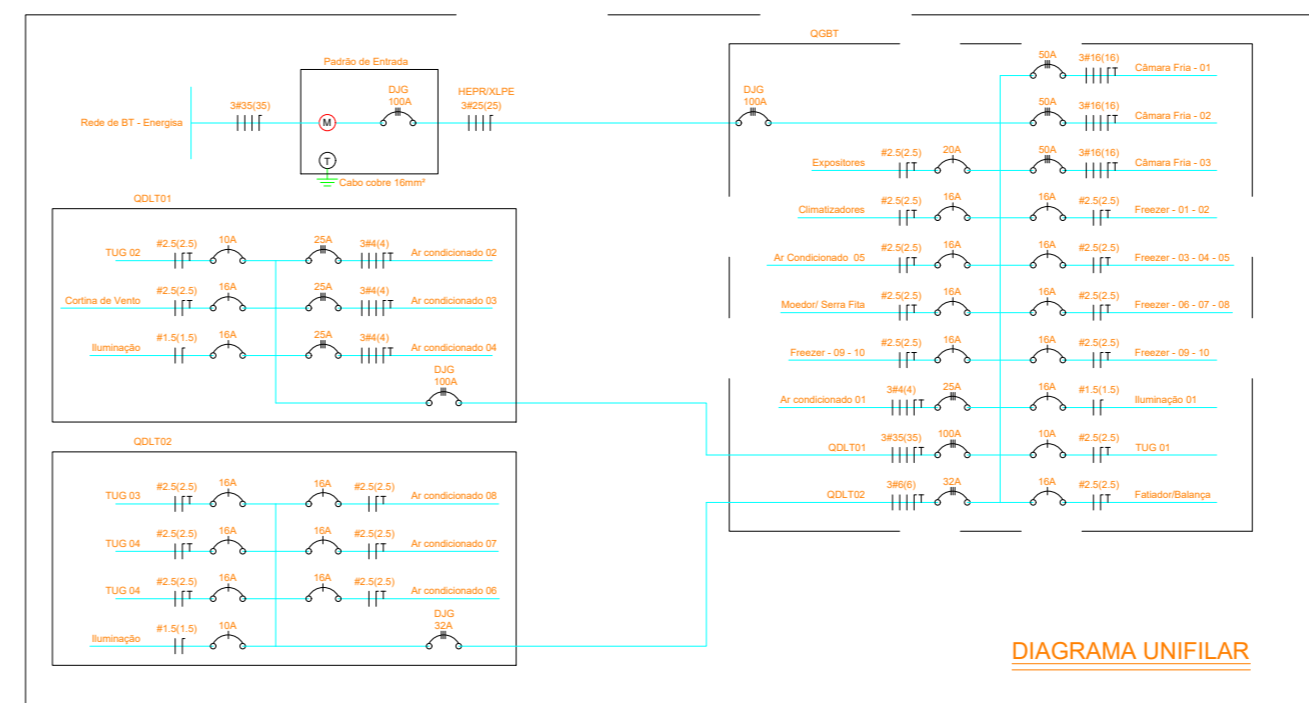 QGBT
Padrão de Entrada
Rede de BT - Energisa
3#35(35)
M
DJG
100A
HEPR/XLPE
3#25(25)
T
Cabo cobre 16mm²
DJG
100A
50A
3#16(16)
Câmara Fria - 01
50A
3#16(16)
Câmara Fria - 02
Expositores
#2.5(2.5)
20A
50A
3#16(16)
Câmara Fria - 03
Climatizadores
#2.5(2.5)
16A
16A
#2.5(2.5)
Freezer - 01 - 02
Ar Condicionado 05
#2.5(2.5)
16A
16A
#2.5(2.5)
Freezer - 03 - 04 - 05
Moedor/ Serra Fita
#2.5(2.5)
16A
16A
#2.5(2.5)
Freezer - 06 - 07 - 08
Freezer - 09 - 10
#2.5(2.5)
16A
16A
#2.5(2.5)
Freezer - 09 - 10
Ar condicionado 01
3#4(4)
25A
16A
#1.5(1.5)
Iluminação 01
QDLT01
3#35(35)
100A
10A
#2.5(2.5)
TUG 01
QDLT02
3#6(6)
32A
16A
#2.5(2.5)
Fatiador/Balança
QDLT01
TUG 02
#2.5(2.5)
10A
25A
3#4(4)
Ar condicionado 02
Cortina de Vento
#2.5(2.5)
16A
25A
3#4(4)
Ar condicionado 03
Iluminação
#1.5(1.5)
16A
25A
3#4(4)
Ar condicionado 04
DJG
100A
QDLT02
TUG 03
#2.5(2.5)
16A
16A
#2.5(2.5)
Ar condicionado 08
TUG 04
#2.5(2.5)
16A
16A
#2.5(2.5)
Ar condicionado 07
TUG 04
#2.5(2.5)
16A
16A
#2.5(2.5)
Ar condicionado 06
Iluminação
#1.5(1.5)
10A
DJG
32A
DIAGRAMA UNIFILAR